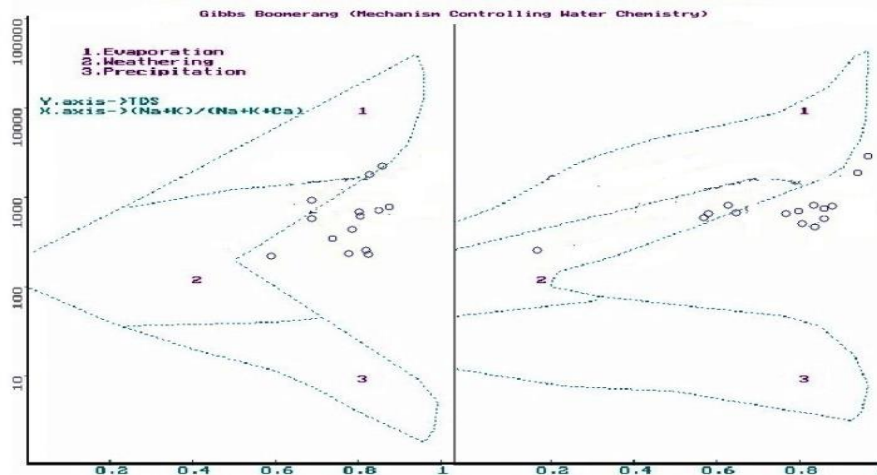 Gibbs Boomerang (Mechanism Controlling Water Chemistry)
1.Evaporation
2.Weathering
3.Precipitation
Y.axis->TDS
X.axis->(Na+K)/(Na+K+Ca)
100000
10000
1000
100
10
1
2
3
1
2
3
0.2 0.4 0.6 0.8 1 0.2 0.4 0.6 0.8